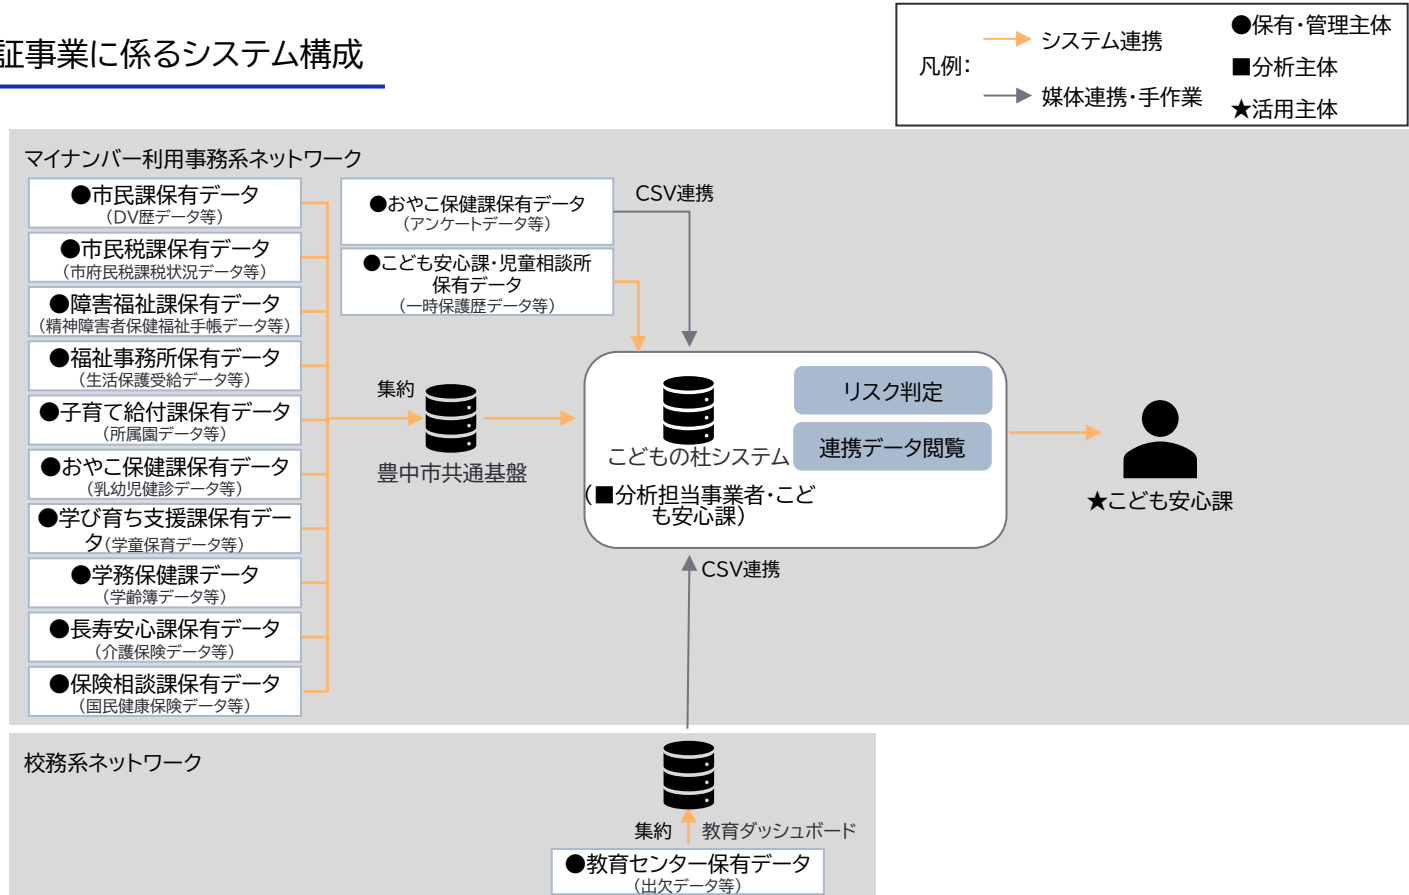 証事業に係るシステム構成
凡例：
システム連携
媒体連携・手作業
●保有・管理主体
■分析主体
★活用主体
マイナンバー利用事務系ネットワーク
●市民課保有データ
（DV歴データ等）
●市民税課保有データ
（市府民税課税状況データ等）
●障害福祉課保有データ
（精神障害者保健福祉手帳データ等）
●福祉事務所保有データ
（生活保護受給データ等）
●子育て給付課保有データ
（所属園データ等）
●おやこ保健課保有データ
（乳幼児健診データ等）
●学び育ち支援課保有デー
タ（学童保育データ等）
●学務保健課データ
（学齢簿データ等）
●長寿安心課保有データ
（介護保険データ等）
●保険相談課保有データ
（国民健康保険データ等）
●おやこ保健課保有データ
（アンケートデータ等）
●こども安心課・児童相談所
保有データ
（一時保護歴データ等）
CSV連携
集約
豊中市共通基盤
リスク判定
連携データ閲覧
こどもの杜システム
（■分析担当事業者・こど
も安心課）
★こども安心課
CSV連携
校務系ネットワーク
集約
教育ダッシュボード
●教育センター保有データ
（出欠データ等）